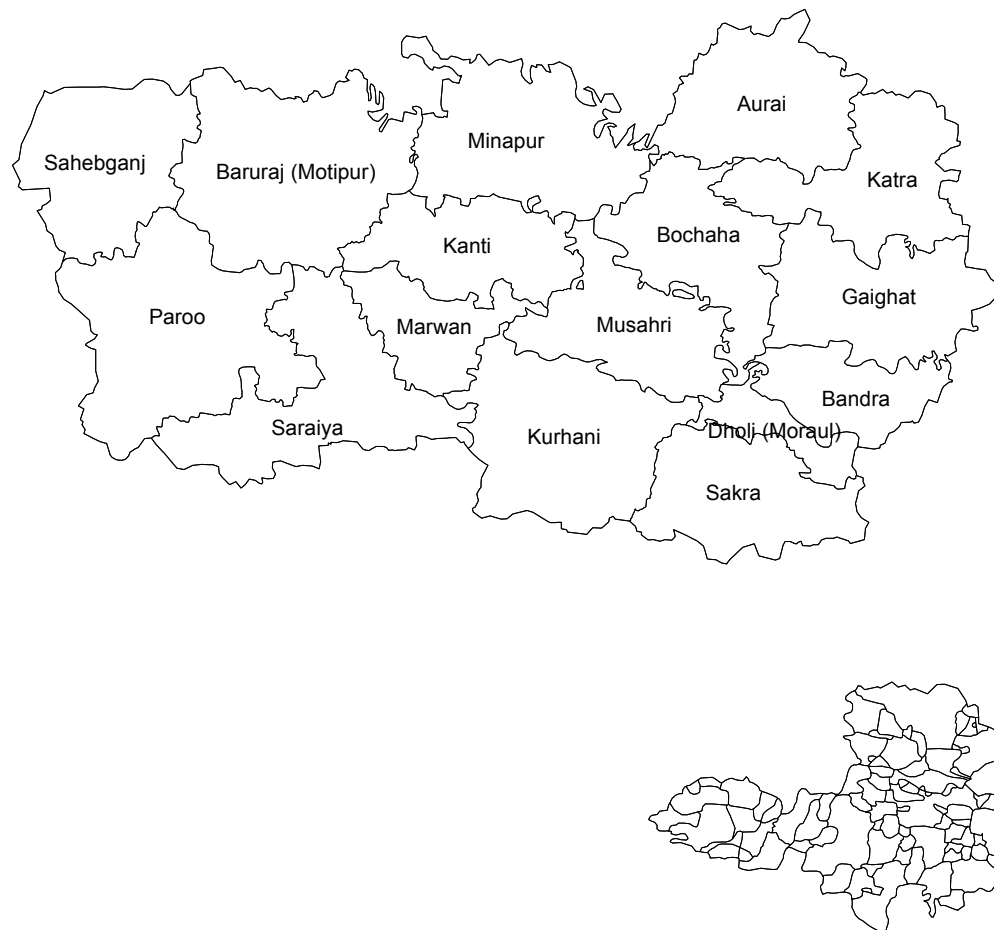 Aurai
Minapur
Sahebganj
Baruraj (Motipur)
Katra
Bochaha
Kanti
Gaighat
Paroo
Marwan
Musahri
Bandra
Saraiya
Kurhani
Dholi (Moraul)
Sakra